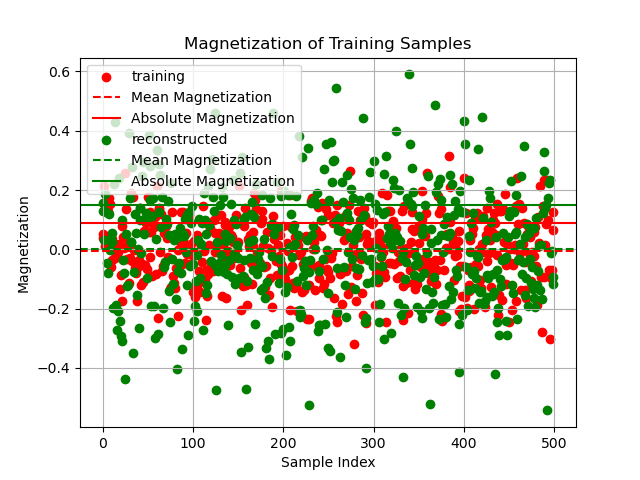 Magnetization of Training Samples
training
Mean Magnetization
Absolute Magnetization
reconstructed
Mean Magnetization
Absolute Magnetization
0.6
0.4
0.2
0.0
−0.2
−0.4
Magnetization
0 100 200 300 400 500
Sample Index